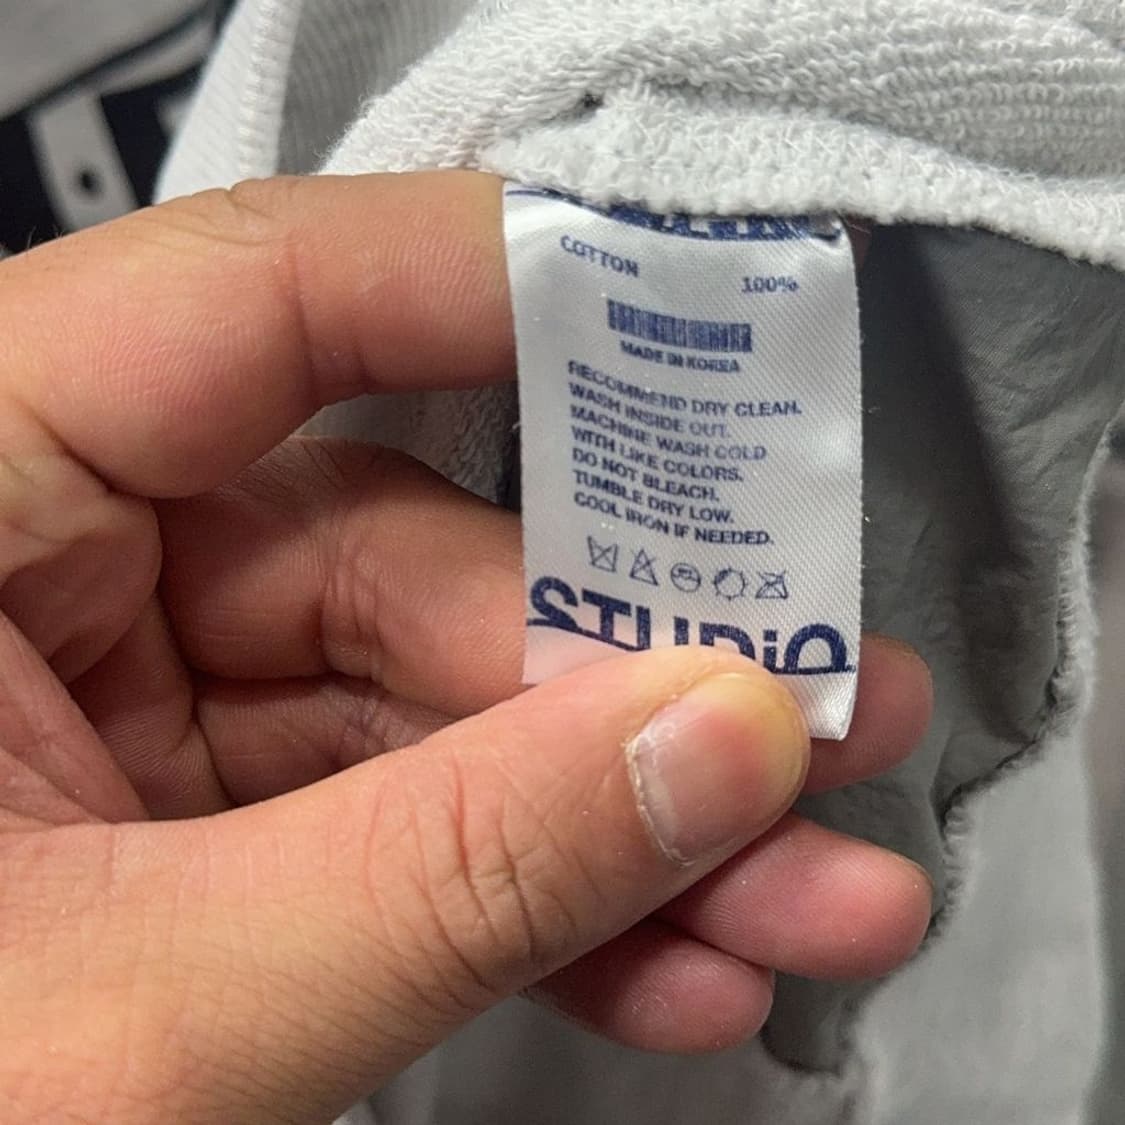 COTTON 100%
MADE IN KOREA
RECOMMEND DRY CLEAN.
WASH INSIDE OUT.
MACHINE WASH COLD
WITH LIKE COLORS.
DO NOT BLEACH.
TUMBLE DRY LOW.
COOL IRON IF NEEDED.
STUDiO